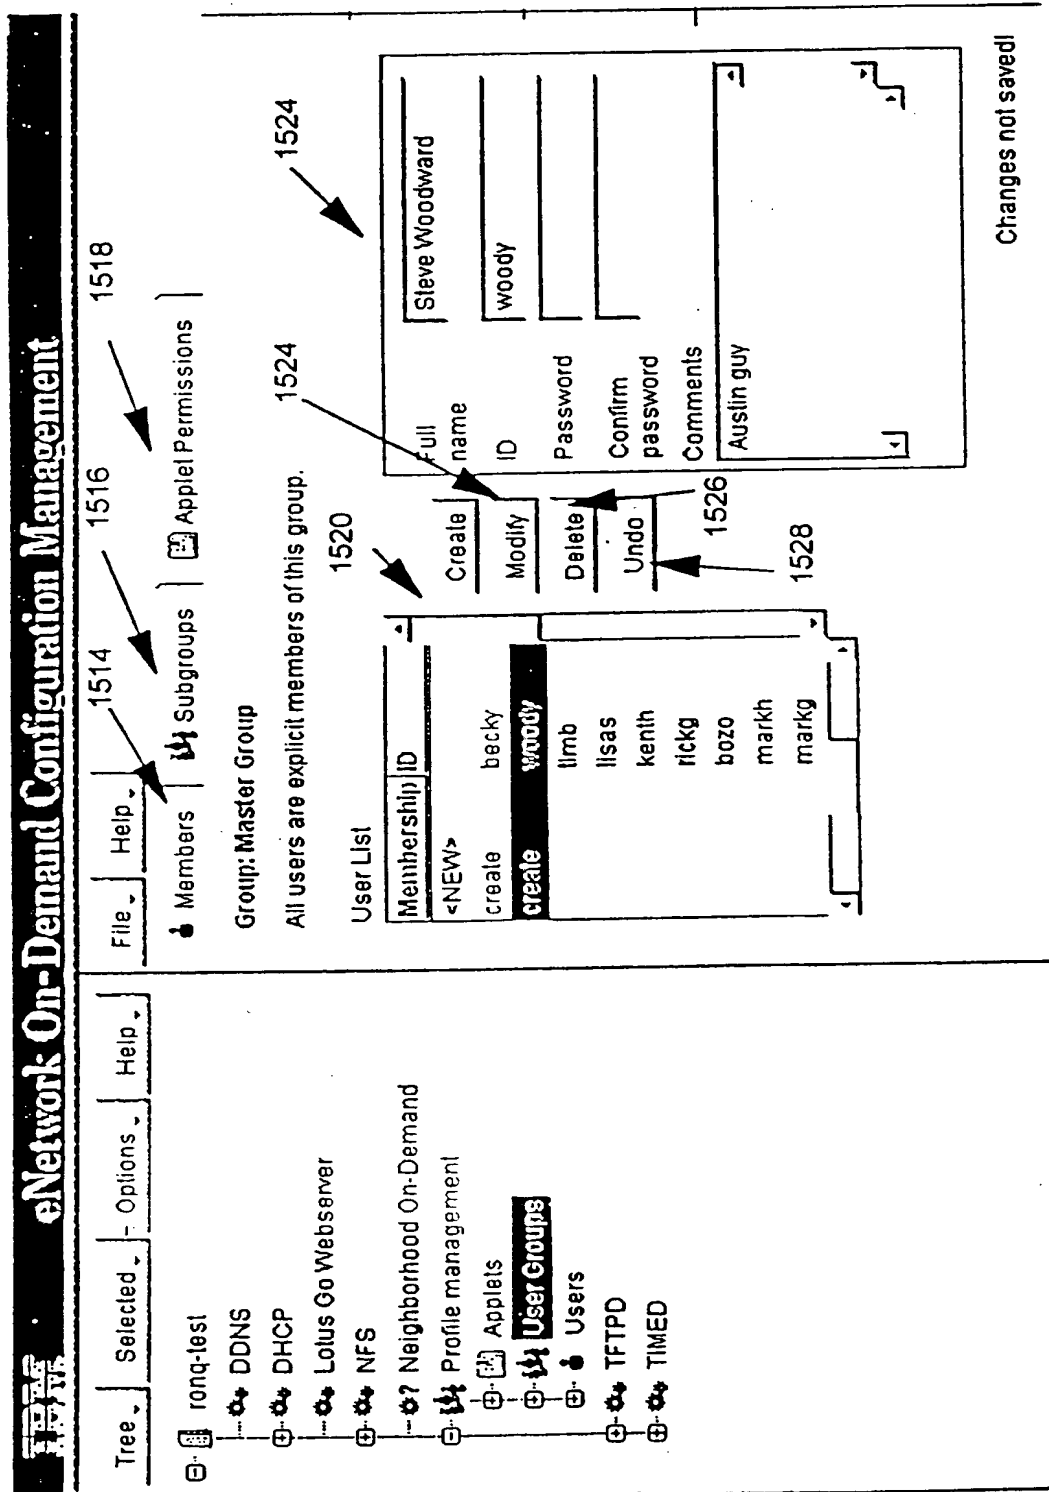 IBM
eNetwork On-Demand Configuration Management
Tree
Selected
Options
Help
ronq-test
DDNS
DHCP
Lotus Go Webserver
NFS
? Neighborhood On-Demand
Profile management
Applets
User Groups
Users
TFTPD
TIMED
File
Help
1514
1516
1518
Members
Subgroups
Applet Permissions
Group: Master Group
All users are explicit members of this group.
User List
1520
1524
1524
Membership ID
<NEW>
create becky
create woody
timb
lisas
kenth
rickg
bozo
markh
markg
Create
Modify
Delete
Undo
1526
1528
Full name
Steve Woodward
ID
woody
Password
Confirm password
Comments
Austin guy
Changes not saved!